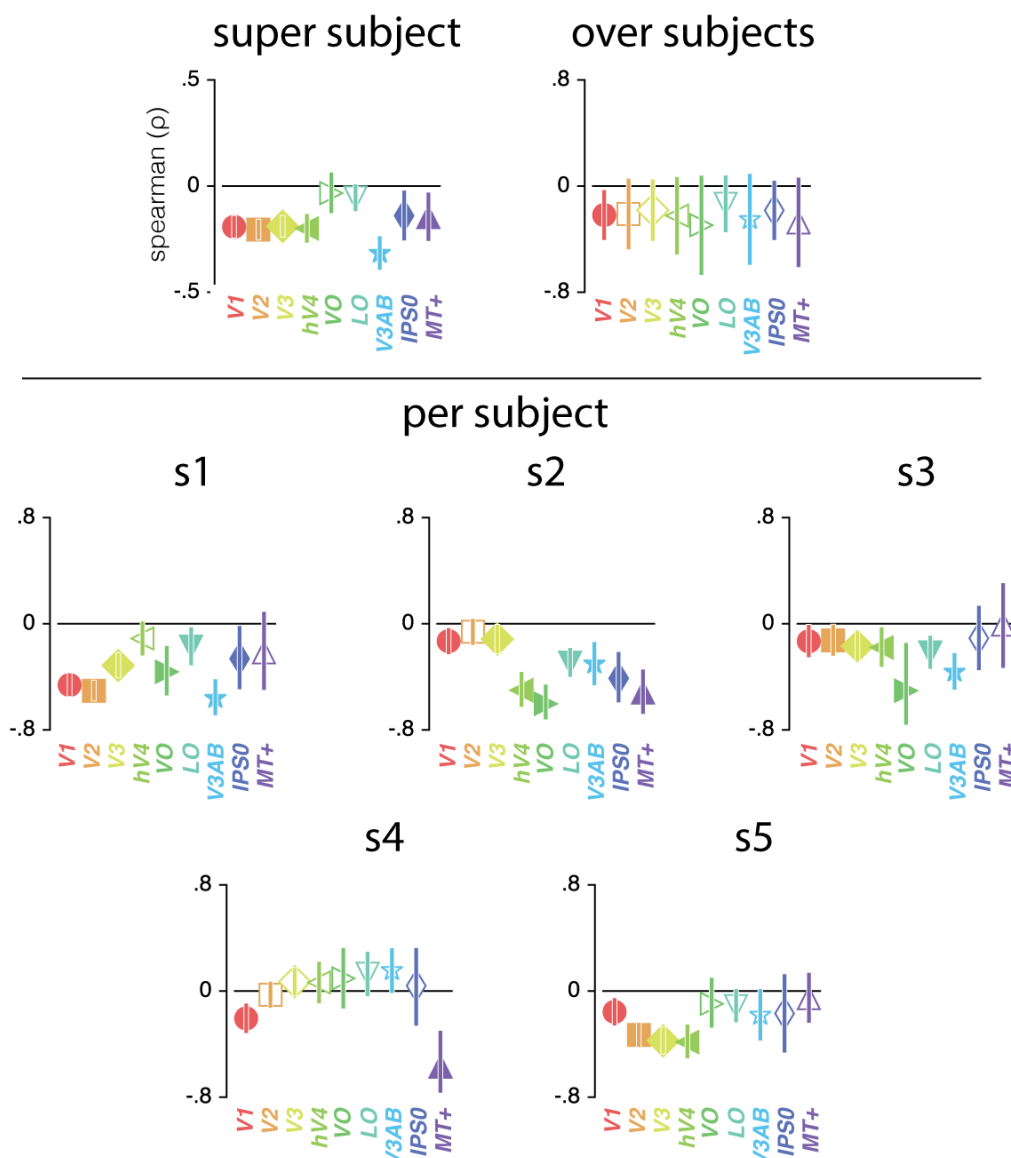 super subject
over subjects
.5
0
-.5
spearman (ρ)
V1
V2
V3
hV4
VO
LO
V3AB
IPS0
MT+
.8
0
-.8
V1
V2
V3
hV4
VO
LO
V3AB
IPS0
MT+
per subject
s1
.8
0
-.8
V1
V2
V3
hV4
VO
LO
V3AB
IPS0
MT+
s2
.8
0
-.8
V1
V2
V3
hV4
VO
LO
V3AB
IPS0
MT+
s3
.8
0
-.8
V1
V2
V3
hV4
VO
LO
V3AB
IPS0
MT+
s4
.8
0
-.8
V1
V2
V3
hV4
VO
LO
V3AB
IPS0
MT+
s5
.8
0
-.8
V1
V2
V3
hV4
VO
LO
V3AB
IPS0
MT+